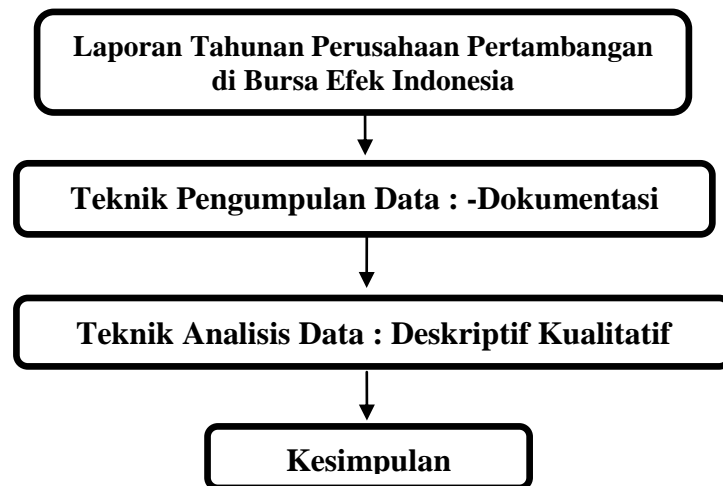 Laporan Tahunan Perusahaan Pertambangan
di Bursa Efek Indonesia
Teknik Pengumpulan Data : -Dokumentasi
Teknik Analisis Data : Deskriptif Kualitatif
Kesimpulan